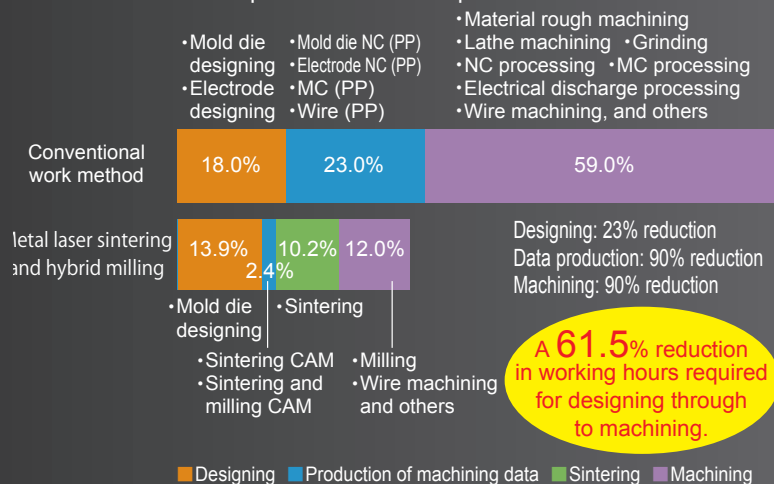 •Mold die
designing
•Electrode
designing
•Mold die NC (PP)
•Electrode NC (PP)
•MC (PP)
•Wire (PP)
•Material rough machining
•Lathe machining •Grinding
•NC processing •MC processing
•Electrical discharge processing
•Wire machining, and others
Conventional
work method
18.0%
23.0%
59.0%
Metal laser sintering
and hybrid milling
13.9%
2.4%
10.2%
12.0%
•Mold die
designing
•Sintering
•Sintering CAM
•Sintering and
milling CAM
•Milling
•Wire machining
and others
Designing: 23% reduction
Data production: 90% reduction
Machining: 90% reduction
A 61.5% reduction
in working hours required
for designing through
to machining.
Designing Production of machining data Sintering Machining